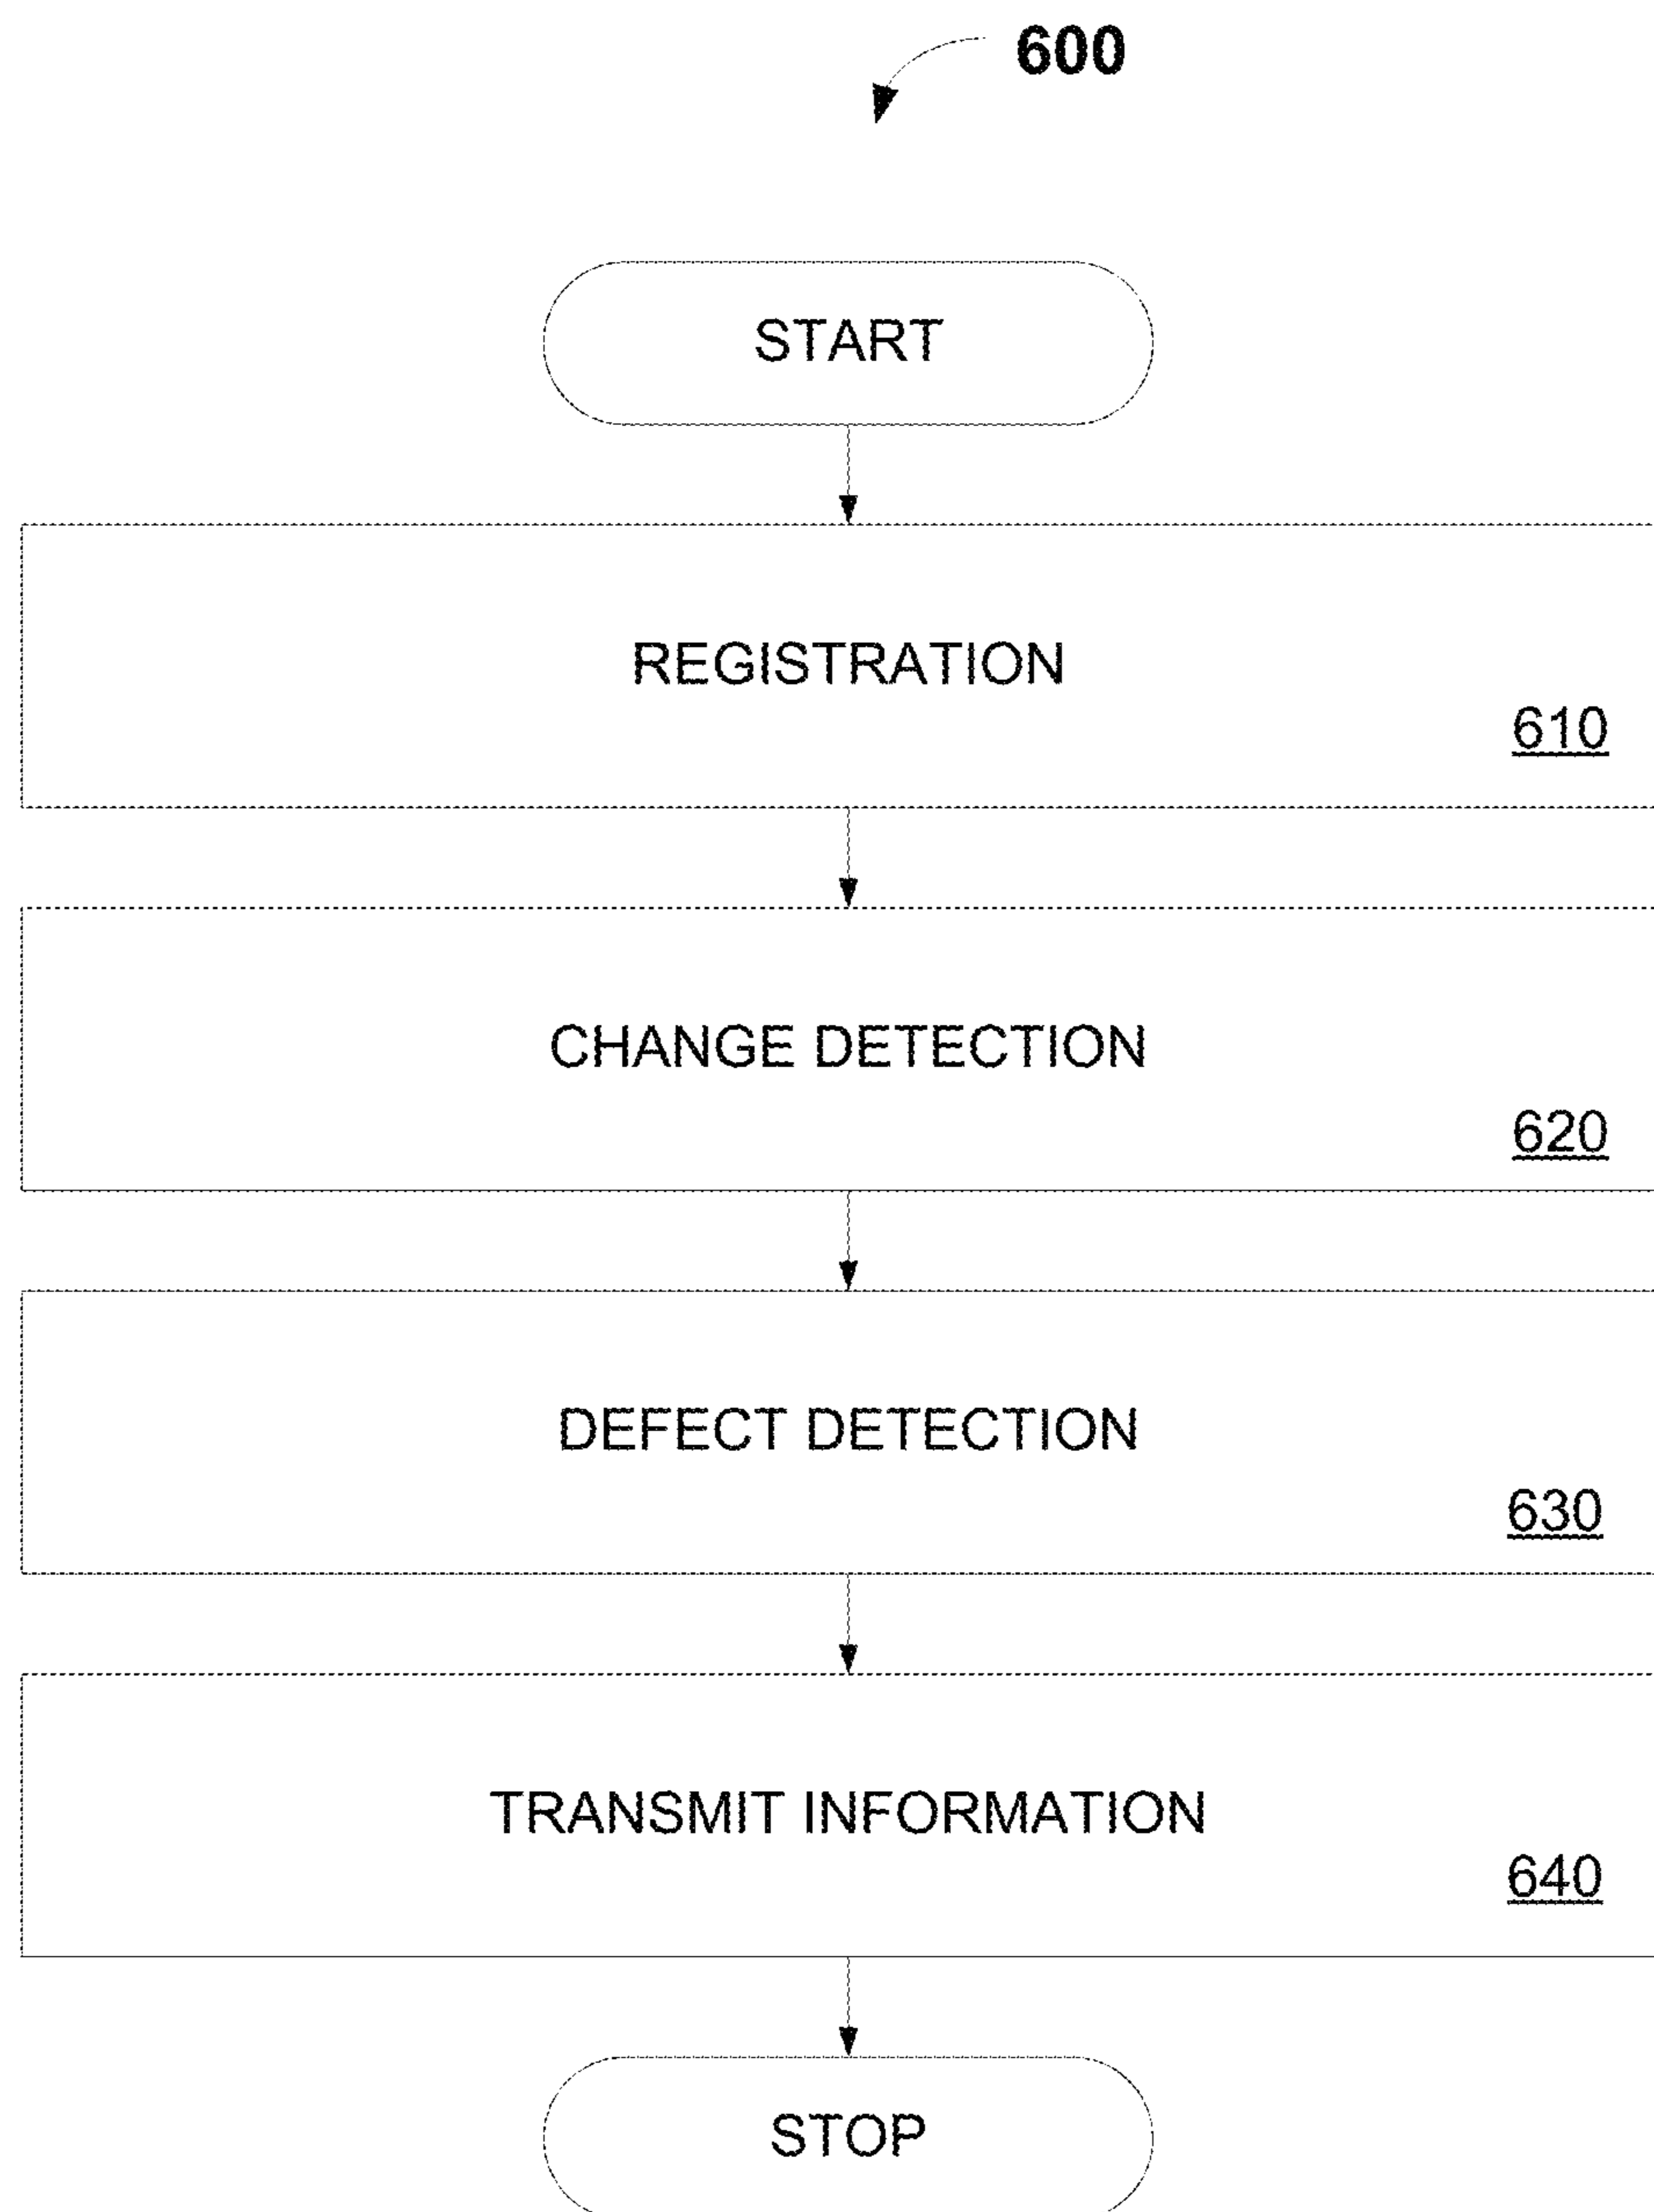 600
START
REGISTRATION
610
CHANGE DETECTION
620
DEFECT DETECTION
630
TRANSMIT INFORMATION
640
STOP